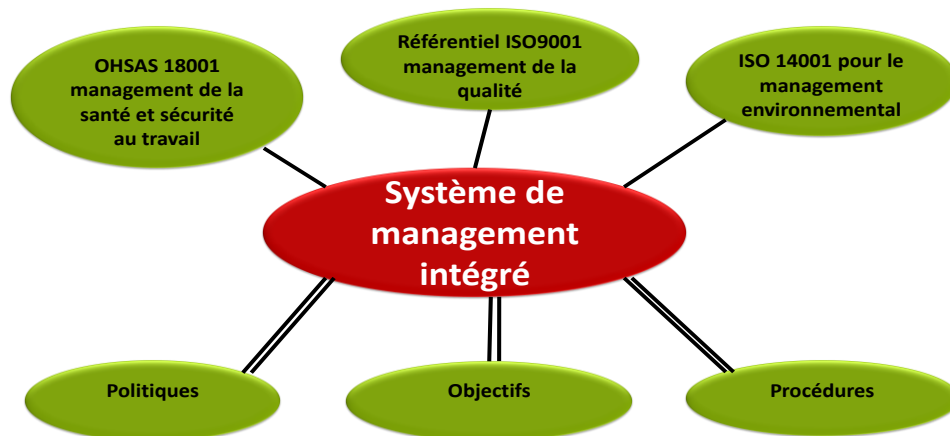 OHSAS 18001
management de la
santé et sécurité
au travail
Référentiel ISO9001
management de la
qualité
ISO 14001 pour le
management
environnemental
Système de
management
intégré
Politiques
Objectifs
Procédures